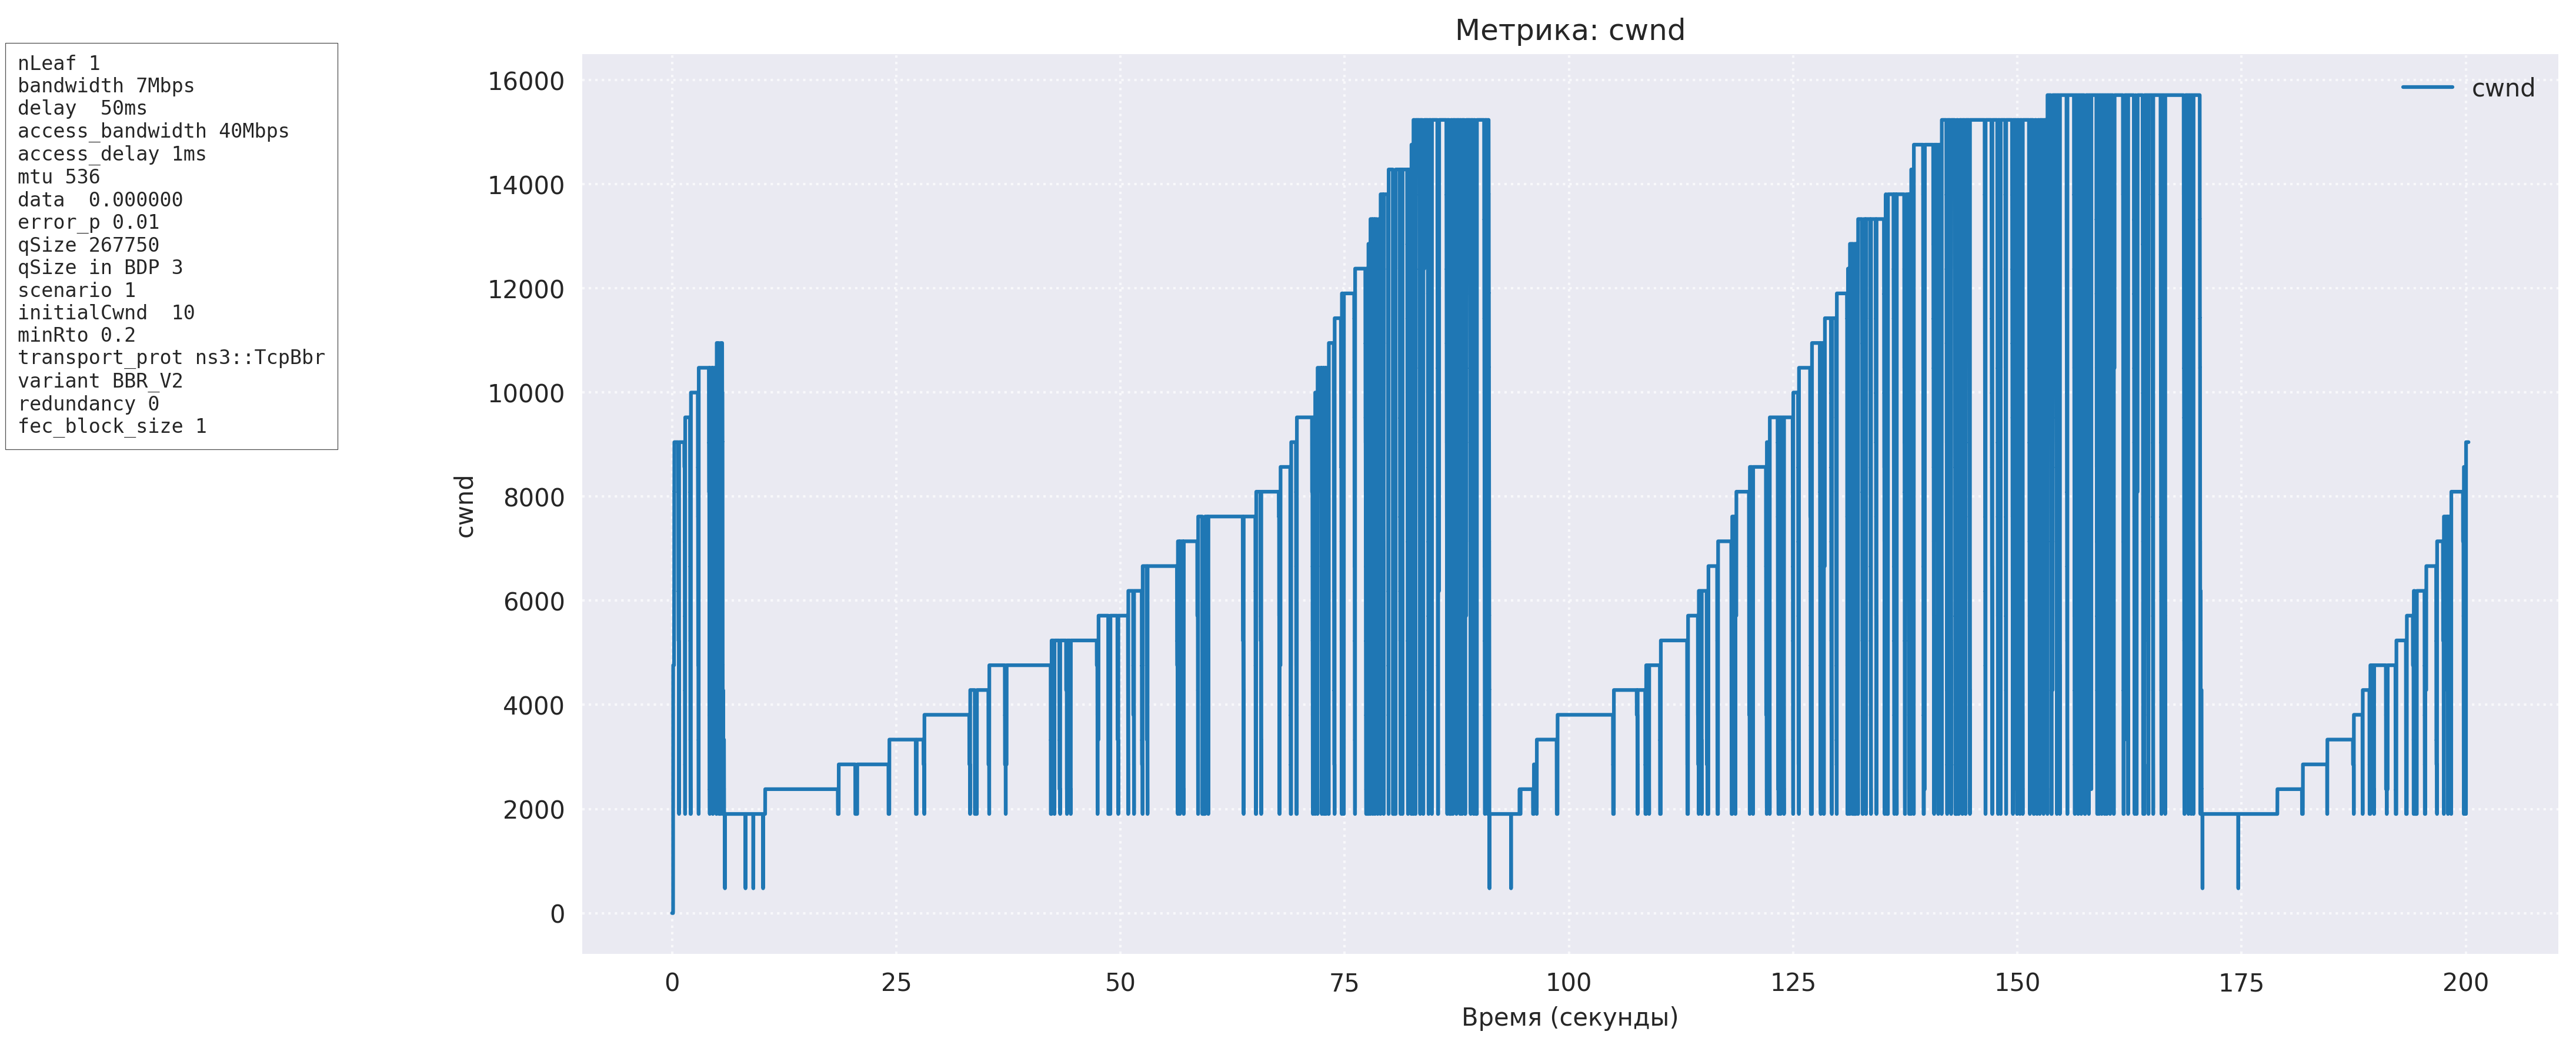 Метрика: cwnd
nLeaf 1
bandwidth 7Mbps
delay  50ms
access_bandwidth 40Mbps
access_delay 1ms
mtu 536
data  0.000000
error_p 0.01
qSize 267750
qSize in BDP 3
scenario 1
initialCwnd  10
minRto 0.2
transport_prot ns3::TcpBbr
variant BBR_V2
redundancy 0
fec_block_size 1
cwnd
16000
14000
12000
10000
8000
6000
4000
2000
0
cwnd
0 25 50 75 100 125 150 175 200
Время (секунды)